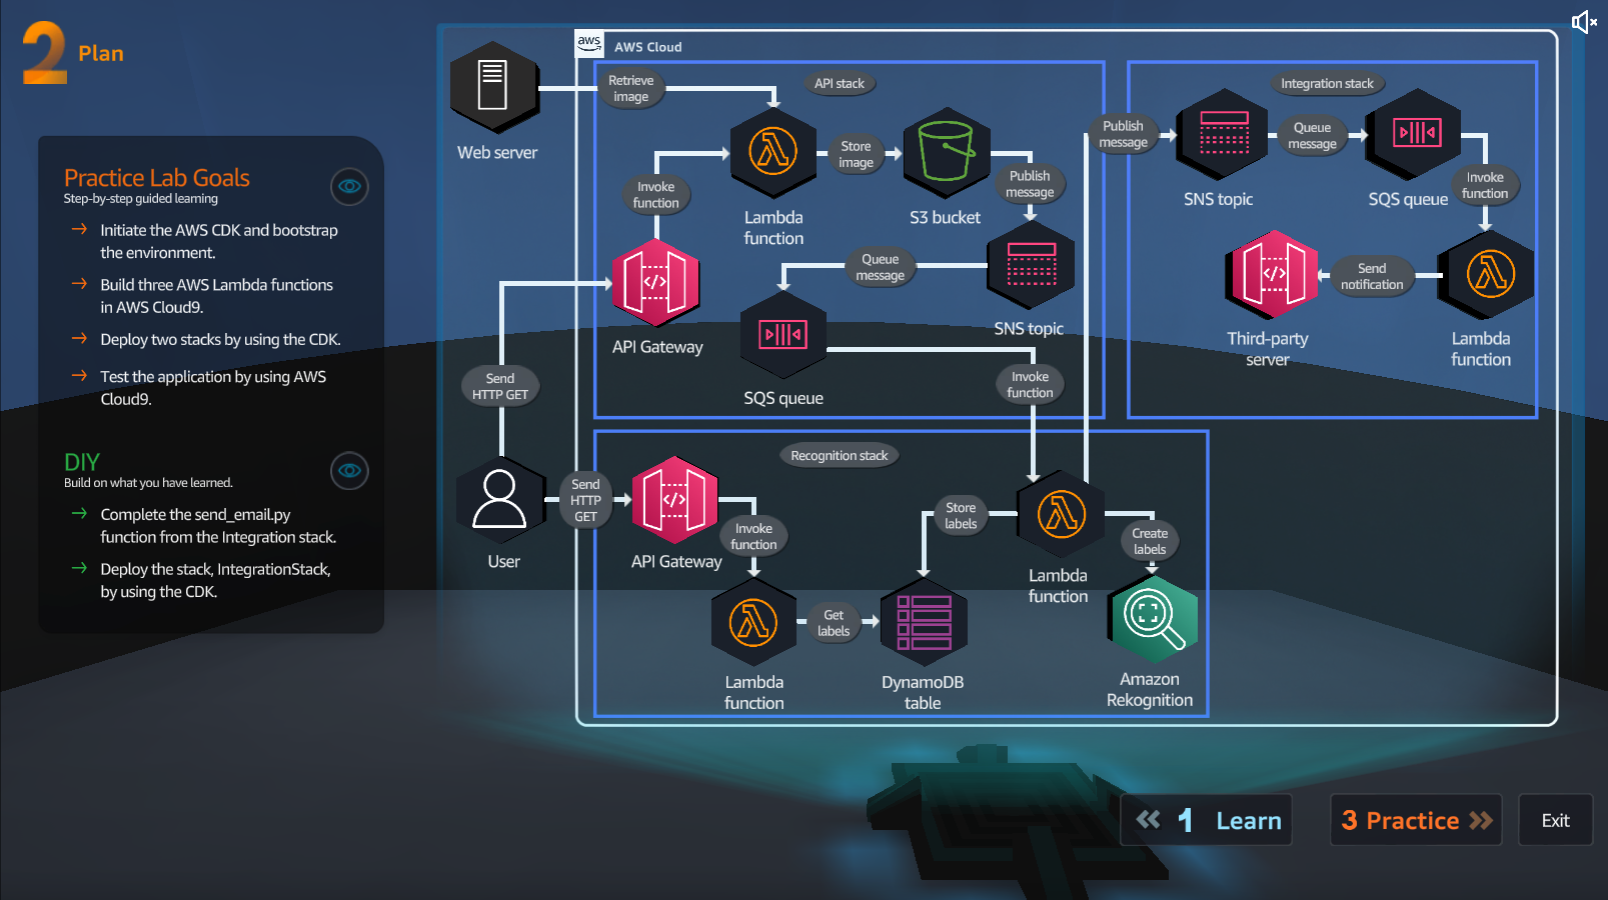 2 Plan
Practice Lab Goals
Step-by-step guided learning
→ Initiate the AWS CDK and bootstrap
the environment.
→ Build three AWS Lambda functions
in AWS Cloud9.
→ Deploy two stacks by using the CDK.
→ Test the application by using AWS
Cloud9.
DIY
Build on what you have learned.
→ Complete the send_email.py
function from the Integration stack.
→ Deploy the stack, IntegrationStack,
by using the CDK.
aws
AWS Cloud
Web server
Retrieve
image
API stack
Lambda
function
Store
image
S3 bucket
Publish
message
Invoke
function
API Gateway
Queue
message
SNS topic
SQS queue
Invoke
function
Send
HTTP GET
User
Publish
message
Integration stack
SNS topic
Queue
message
SQS queue
Invoke
function
Third-party
server
Send
notification
Lambda
function
Recognition stack
Send
HTTP
GET
API Gateway
Invoke
function
Lambda
function
Get
labels
DynamoDB
table
Store
labels
Lambda
function
Create
labels
Amazon
Rekognition
1 Learn
3 Practice
Exit